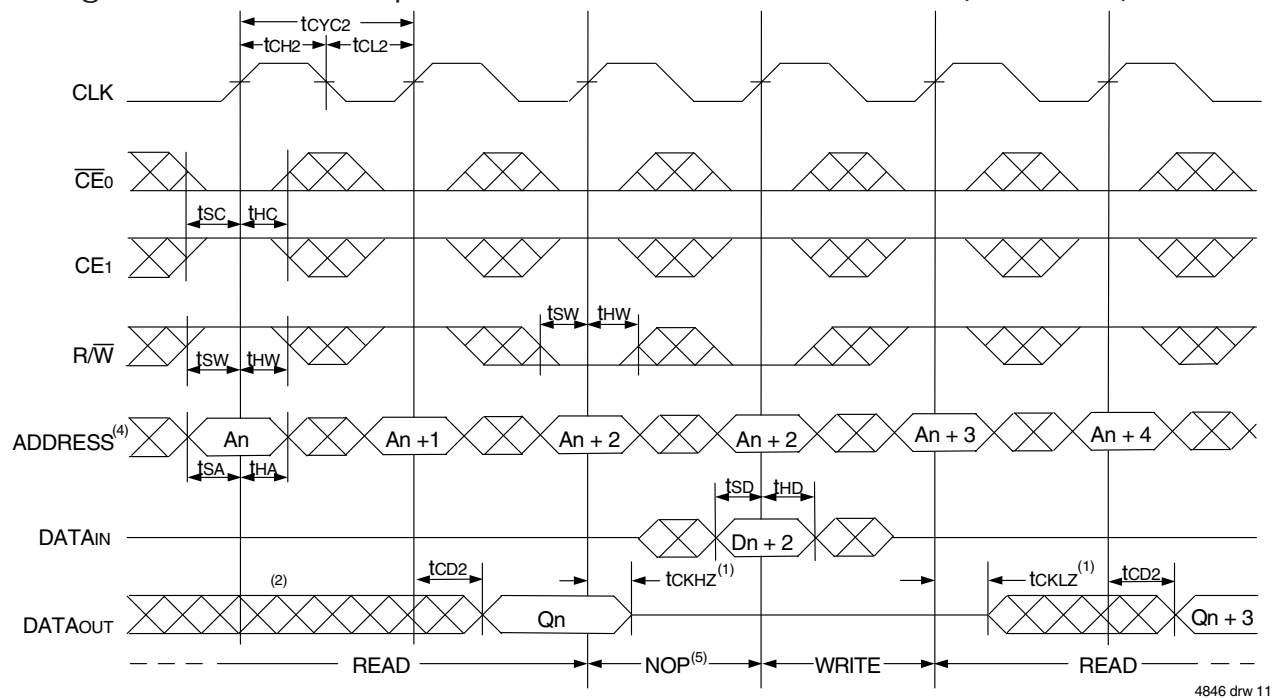 tCYC2
tCH2 tCL2
CLK
CE0
tSC tHC
CE1
tSW tHW
R/W
tSW tHW
ADDRESS(4) An An +1 An + 2 An + 2 An + 3 An + 4
tSA tHA
tSD tHD
DATAIN Dn + 2
tCD2 tCKHZ(1) tCKLZ(1) tCD2
(2)
DATAOUT Qn Qn + 3
READ NOP(5) WRITE READ
4846 drw 11